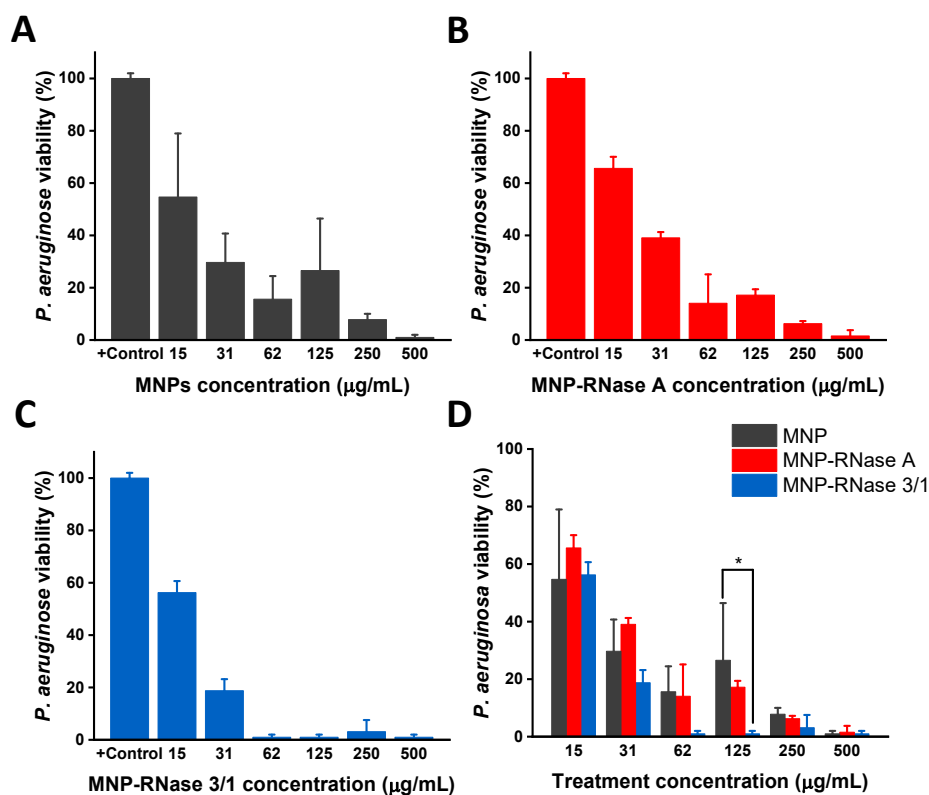 A
P. aeruginose viability (%)
100
80
60
40
20
0
+Control 15 31 62 125 250 500
MNPs concentration (μg/mL)
B
P. aeruginose viability (%)
100
80
60
40
20
0
+Control 15 31 62 125 250 500
MNP-RNase A concentration (μg/mL)
C
P. aeruginose viability (%)
100
80
60
40
20
0
+Control 15 31 62 125 250 500
MNP-RNase 3/1 concentration (μg/mL)
D
MNP
MNP-RNase A
MNP-RNase 3/1
P. aeruginosa viability (%)
100
80
60
40
20
0
*
15 31 62 125 250 500
Treatment concentration (μg/mL)